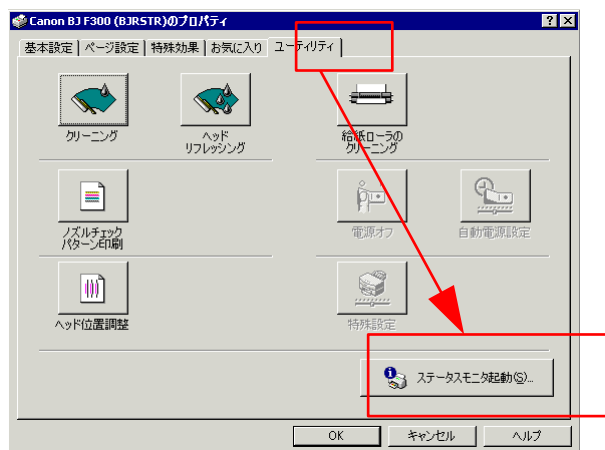 Canon BJ F300 (BJRSTR)のプロパティ
基本設定 ページ設定 特殊効果 お気に入り ユーティリティ
クリーニング
ヘッド
リフレッシング
給紙ローラの
クリーニング
ノズルチェック
パターン印刷
電源オフ
自動電源設定
ヘッド位置調整
特殊設定
ステータスモニタ起動(S)...
OK キャンセル ヘルプ